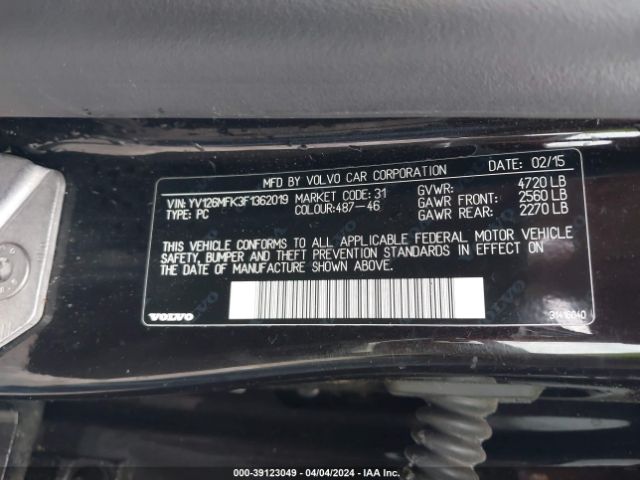 MFD BY VOLVO CAR CORPORATION DATE: 02/15
VIN: YV126MFK3F1362019 MARKET CODE: 31 GVWR: 4720 LB
TYPE: PC COLOUR:487-46 GAWR FRONT: 2560 LB
GAWR REAR: 2270 LB
THIS VEHICLE CONFORMS TO ALL APPLICABLE FEDERAL MOTOR VEHICLE
SAFETY, BUMPER AND THEFT PREVENTION STANDARDS IN EFFECT ON
THE DATE OF MANUFACTURE SHOWN ABOVE.
VOLVO 31416040
000-39123049 - 04/04/2024 - IAA Inc.